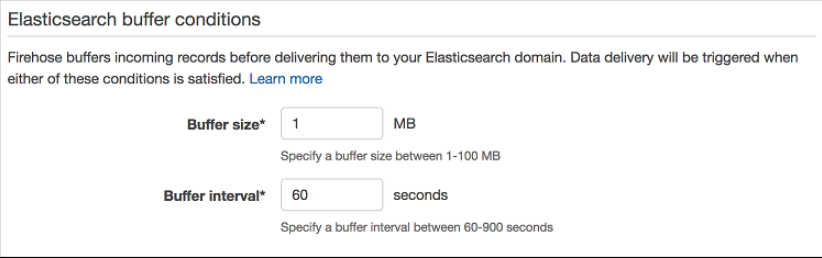 Elasticsearch buffer conditions
Firehose buffers incoming records before delivering them to your Elasticsearch domain. Data delivery will be triggered when
either of these conditions is satisfied. Learn more
Buffer size* 1 MB
Specify a buffer size between 1-100 MB
Buffer interval* 60 seconds
Specify a buffer interval between 60-900 seconds